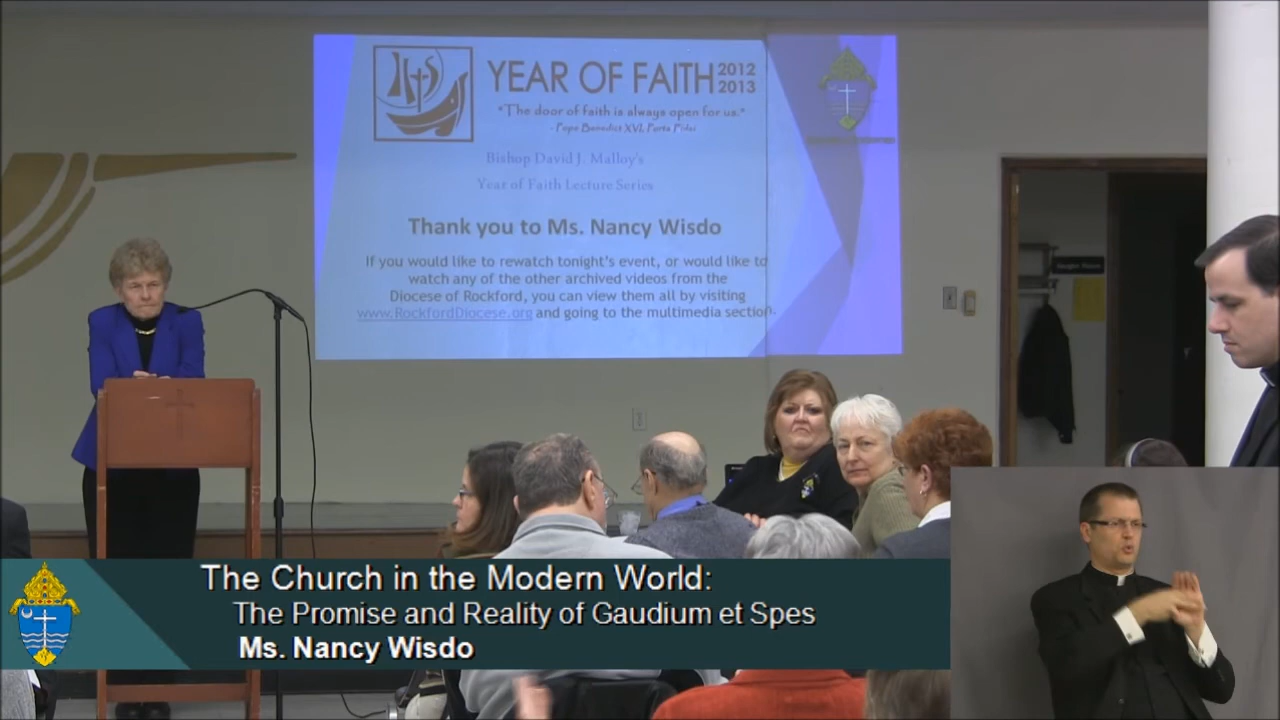 YEAR OF FAITH 2012 2013
"The door of faith is always open for us."
- Pope Benedict XVI, Porta Fidei
Bishop David J. Malloy's
Year of Faith Lecture Series
Thank you to Ms. Nancy Wisdo
If you would like to rewatch tonight's event, or would like to
watch any of the other archived videos from the
Diocese of Rockford, you can view them all by visiting
www.RockfordDiocese.org and going to the multimedia section.
The Church in the Modern World:
The Promise and Reality of Gaudium et Spes
Ms. Nancy Wisdo